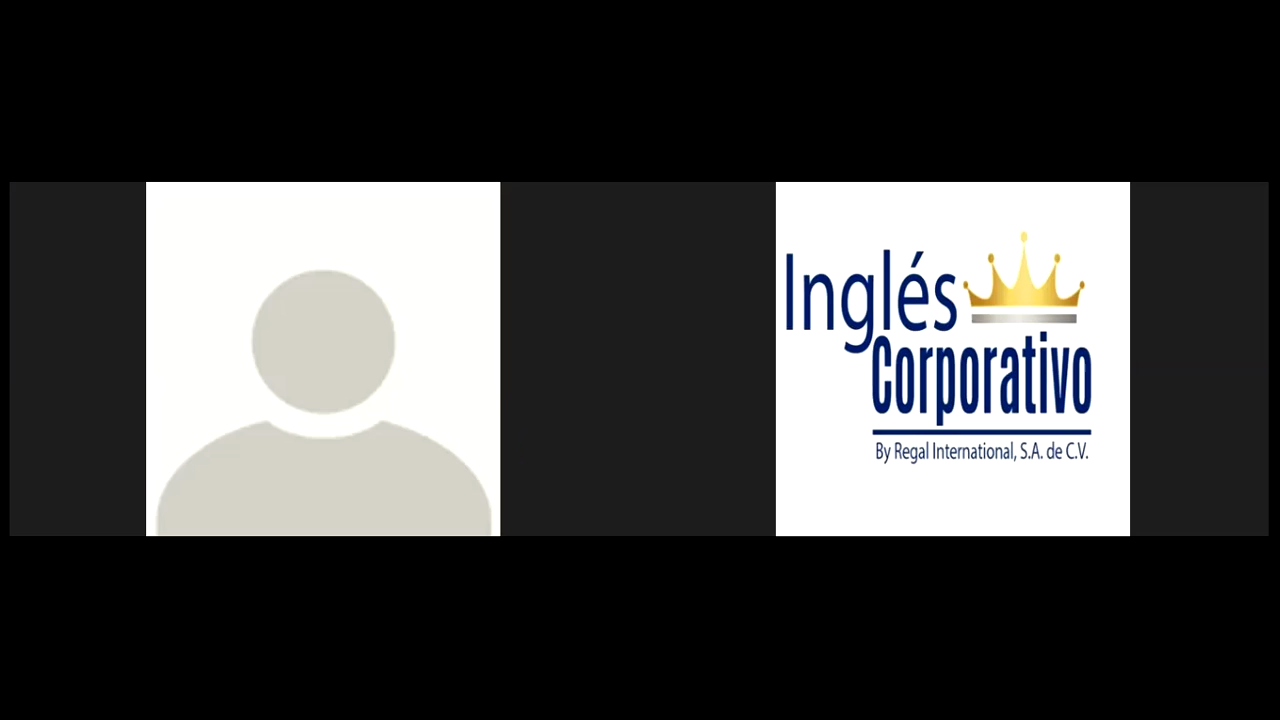 Inglés
Corporativo
By Regal International, S.A. de C.V.